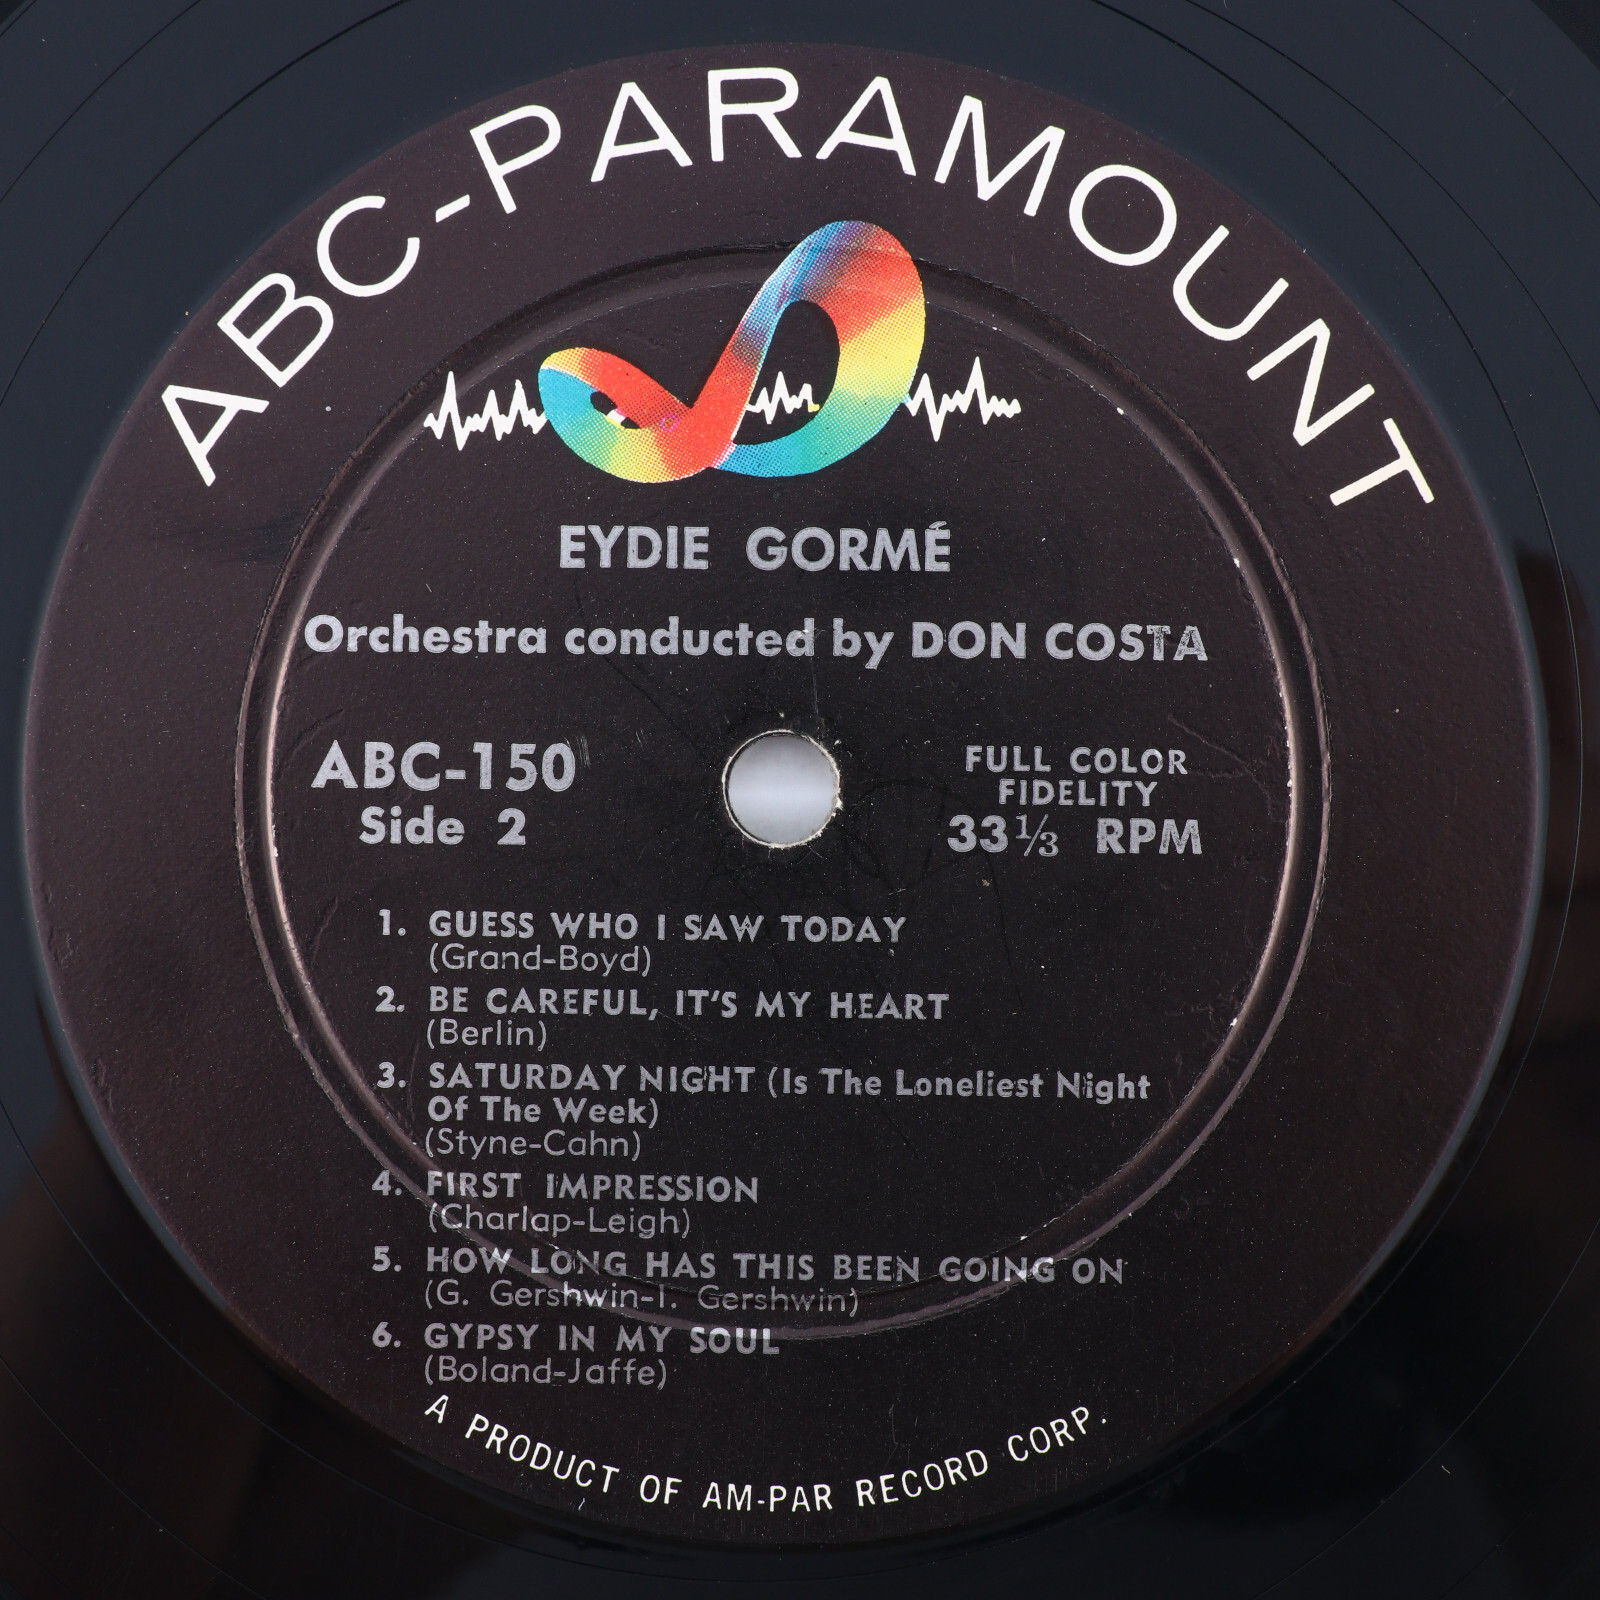 ABC-PARAMOUNT
EYDIE GORMÉ
Orchestra conducted by DON COSTA
ABC-150
Side 2
FULL COLOR
FIDELITY
33 1/3 RPM
1. GUESS WHO I SAW TODAY
(Grand-Boyd)
2. BE CAREFUL, IT'S MY HEART
(Berlin)
3. SATURDAY NIGHT (Is The Loneliest Night
Of The Week)
(Styne-Cahn)
4. FIRST IMPRESSION
(Charlap-Leigh)
5. HOW LONG HAS THIS BEEN GOING ON
(G. Gershwin-I. Gershwin)
6. GYPSY IN MY SOUL
(Boland-Jaffe)
A PRODUCT OF AM-PAR RECORD CORP.